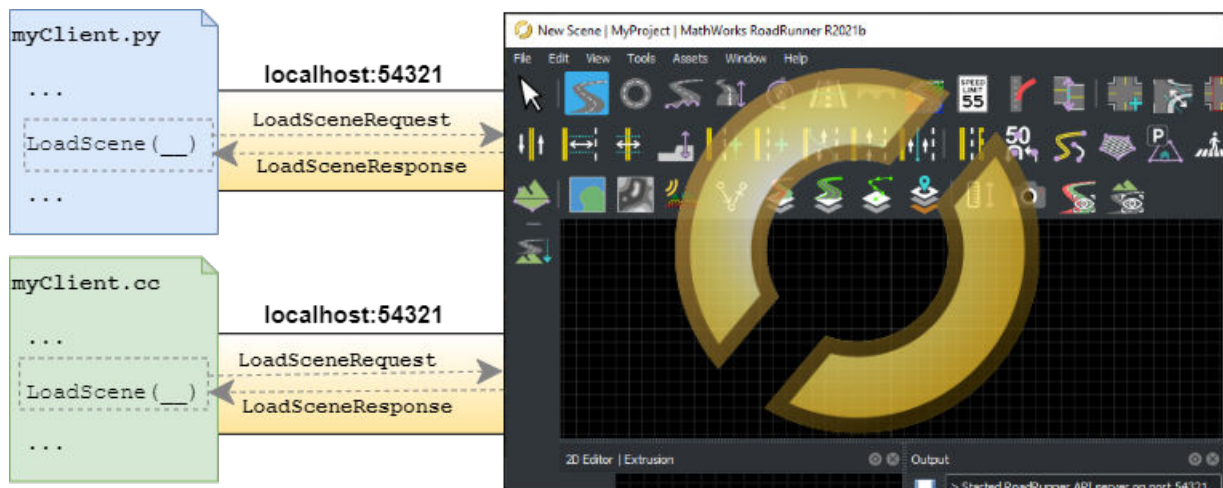 myClient.py
...
LoadScene(__)
...
localhost:54321
LoadSceneRequest
LoadSceneResponse
myClient.cc
...
LoadScene(__)
...
localhost:54321
LoadSceneRequest
LoadSceneResponse
New Scene | MyProject | MathWorks RoadRunner R2021b
File Edit View Tools Assets Window Help
SPEED
LIMIT
55
50
P
2D Editor | Extrusion
Output
> Started RoadRunner API server on port 54321